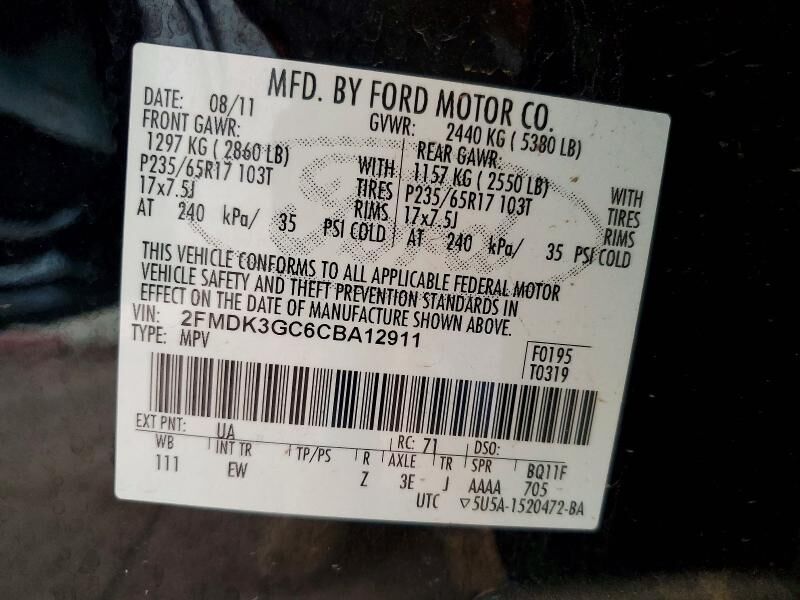 MFD. BY FORD MOTOR CO.
DATE: 08/11 GVWR: 2440 KG ( 5380 LB)
FRONT GAWR: REAR GAWR:
1297 KG ( 2860 LB) WITH 1157 KG ( 2550 LB) WITH
P235/65R17 103T TIRES P235/65R17 103T TIRES
17x7.5J RIMS 17x7.5J RIMS
AT 240 kPa/ 35 PSI COLD AT 240 kPa/ 35 PSI COLD
THIS VEHICLE CONFORMS TO ALL APPLICABLE FEDERAL MOTOR
VEHICLE SAFETY AND THEFT PREVENTION STANDARDS IN
EFFECT ON THE DATE OF MANUFACTURE SHOWN ABOVE.
VIN: 2FMDK3GC6CBA12911
TYPE: MPV
F0195
T0319
EXT PNT: UA RC: 71 DSO:
WB INT TR TP/PS R AXLE TR SPR BQ11F
111 EW Z 3E J AAAA 705
UTC ▽5U5A-1520472-BA